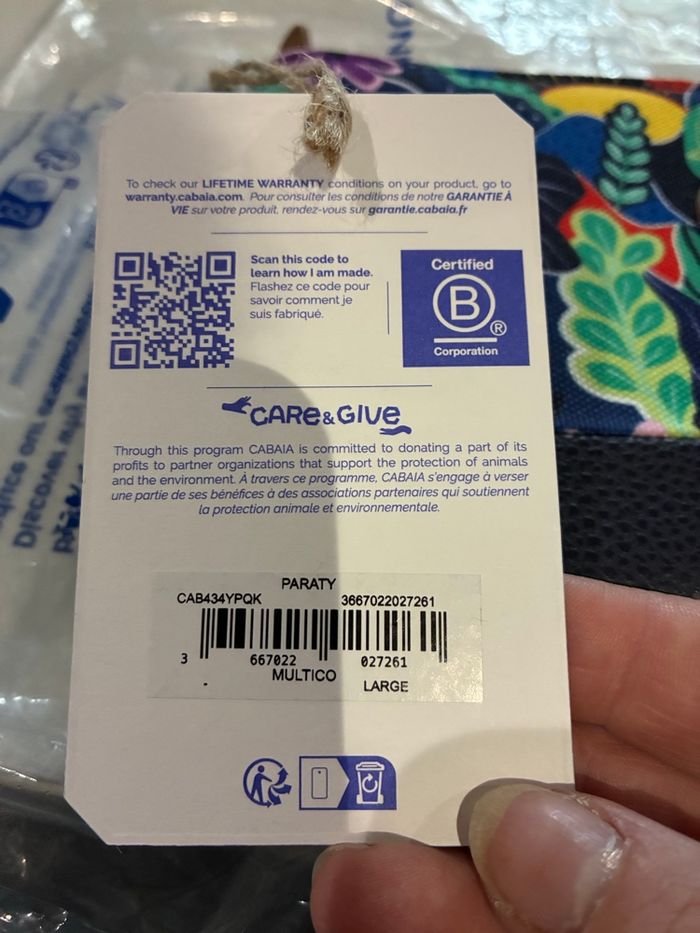 To check our LIFETIME WARRANTY conditions on your product, go to
warranty.cabaia.com. Pour consulter les conditions de notre GARANTIE À
VIE sur votre produit, rendez-vous sur garantie.cabaia.fr
Scan this code to
learn how I am made.
Flashez ce code pour
savoir comment je
suis fabriqué.
Certified
B
®
Corporation
CARE & GIVE
Through this program CABAIA is committed to donating a part of its
profits to partner organizations that support the protection of animals
and the environment. À travers ce programme, CABAIA s'engage à verser
une partie de ses bénéfices à des associations partenaires qui soutiennent
la protection animale et environnementale.
PARATY
CAB434YPQK 3667022027261
3 667022 027261
MULTICO
LARGE